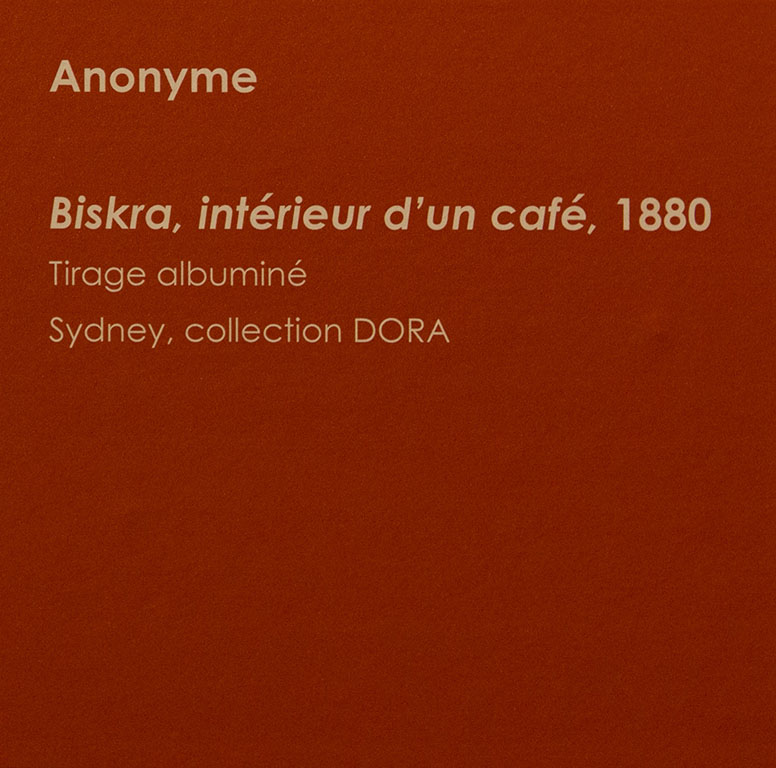 Anonyme
Biskra, intérieur d’un café, 1880
Tirage albuminé
Sydney, collection DORA